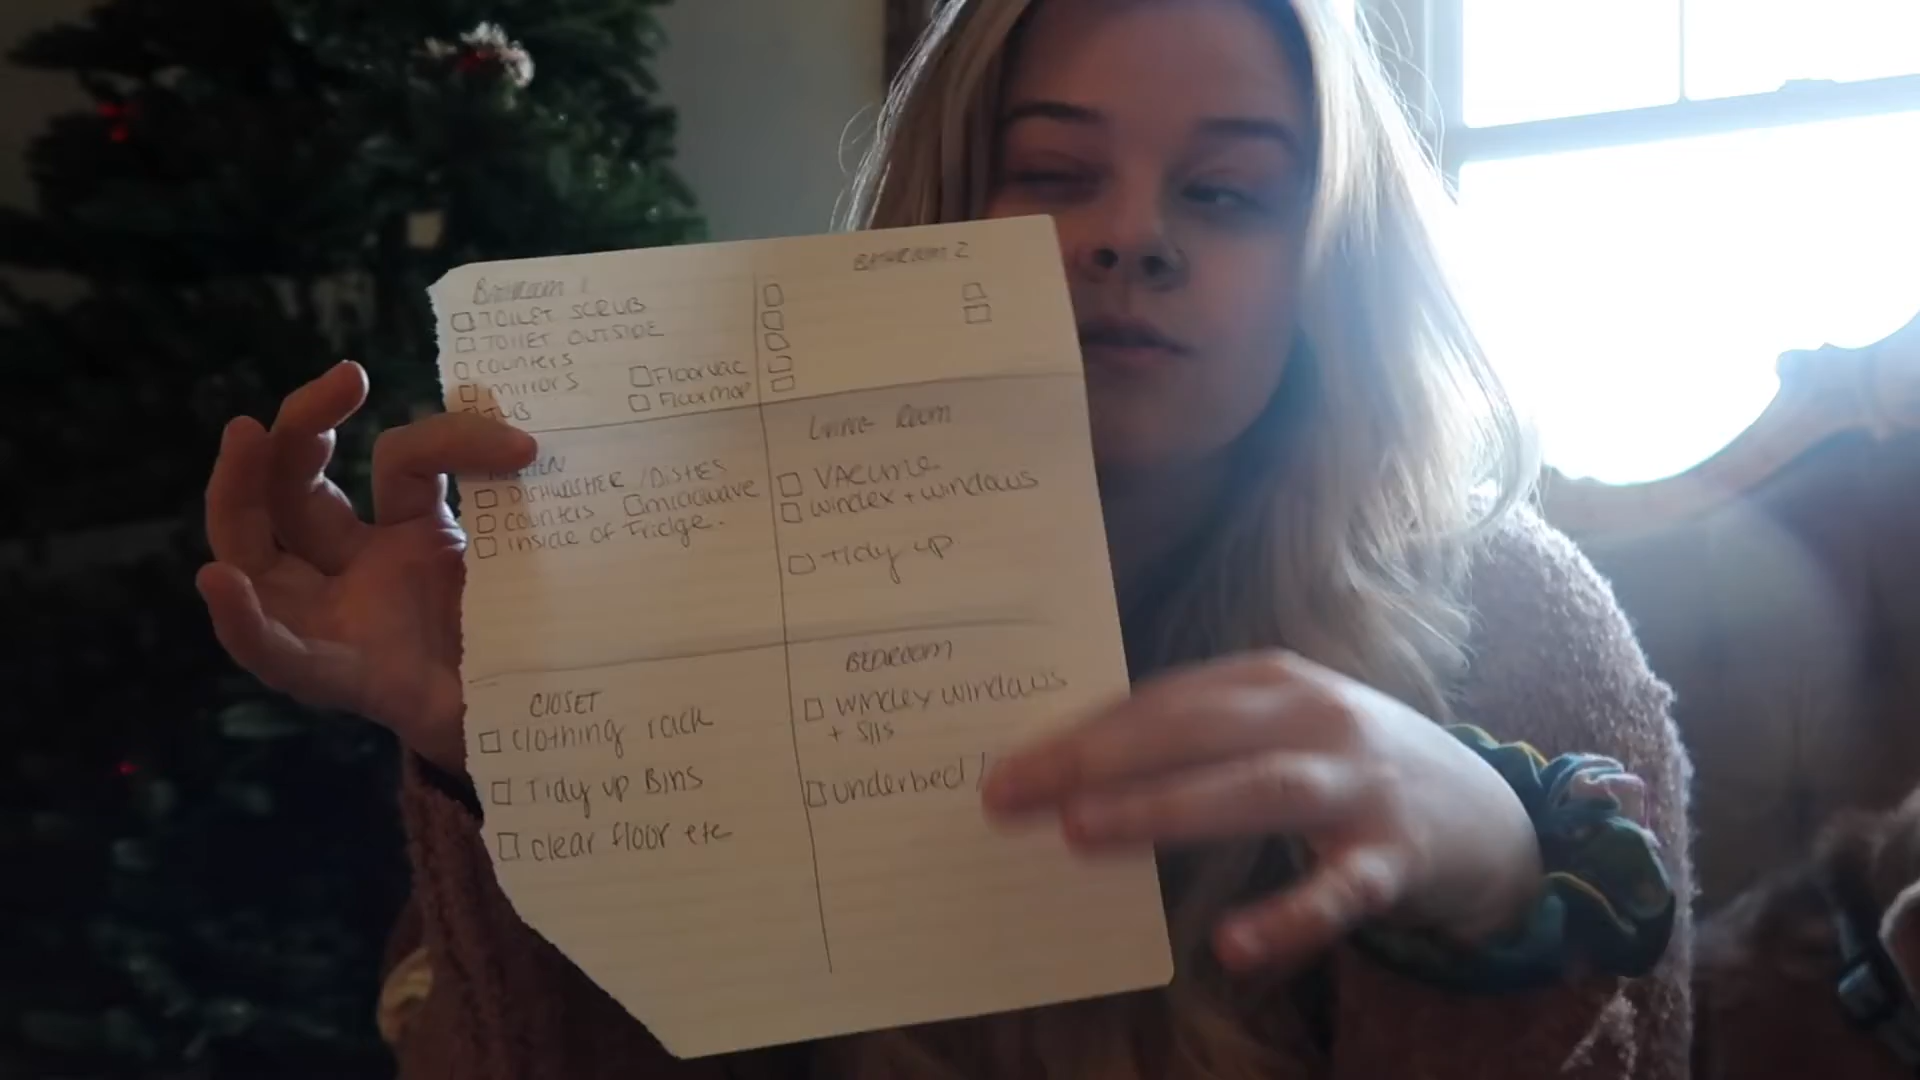 BATHROOM 1
TOILET SCRUB
TOILET OUTSIDE
COUNTERS
mirrors
TUB
Floor vac
Floor mop
BATHROOM 2
DISHWASHER / DISHES
counters
microwave
inside of Fridge.
Living Room
VACUME
windex + windows
Tidy up
CLOSET
clothing rack
Tidy up Bins
clear floor etc
BEDROOM
windex windows
+ sils
underbed /